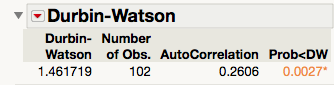 Durbin-Watson
Durbin- Number
Watson of Obs. AutoCorrelation Prob<DW
1.461719 102 0.2606 0.0027*